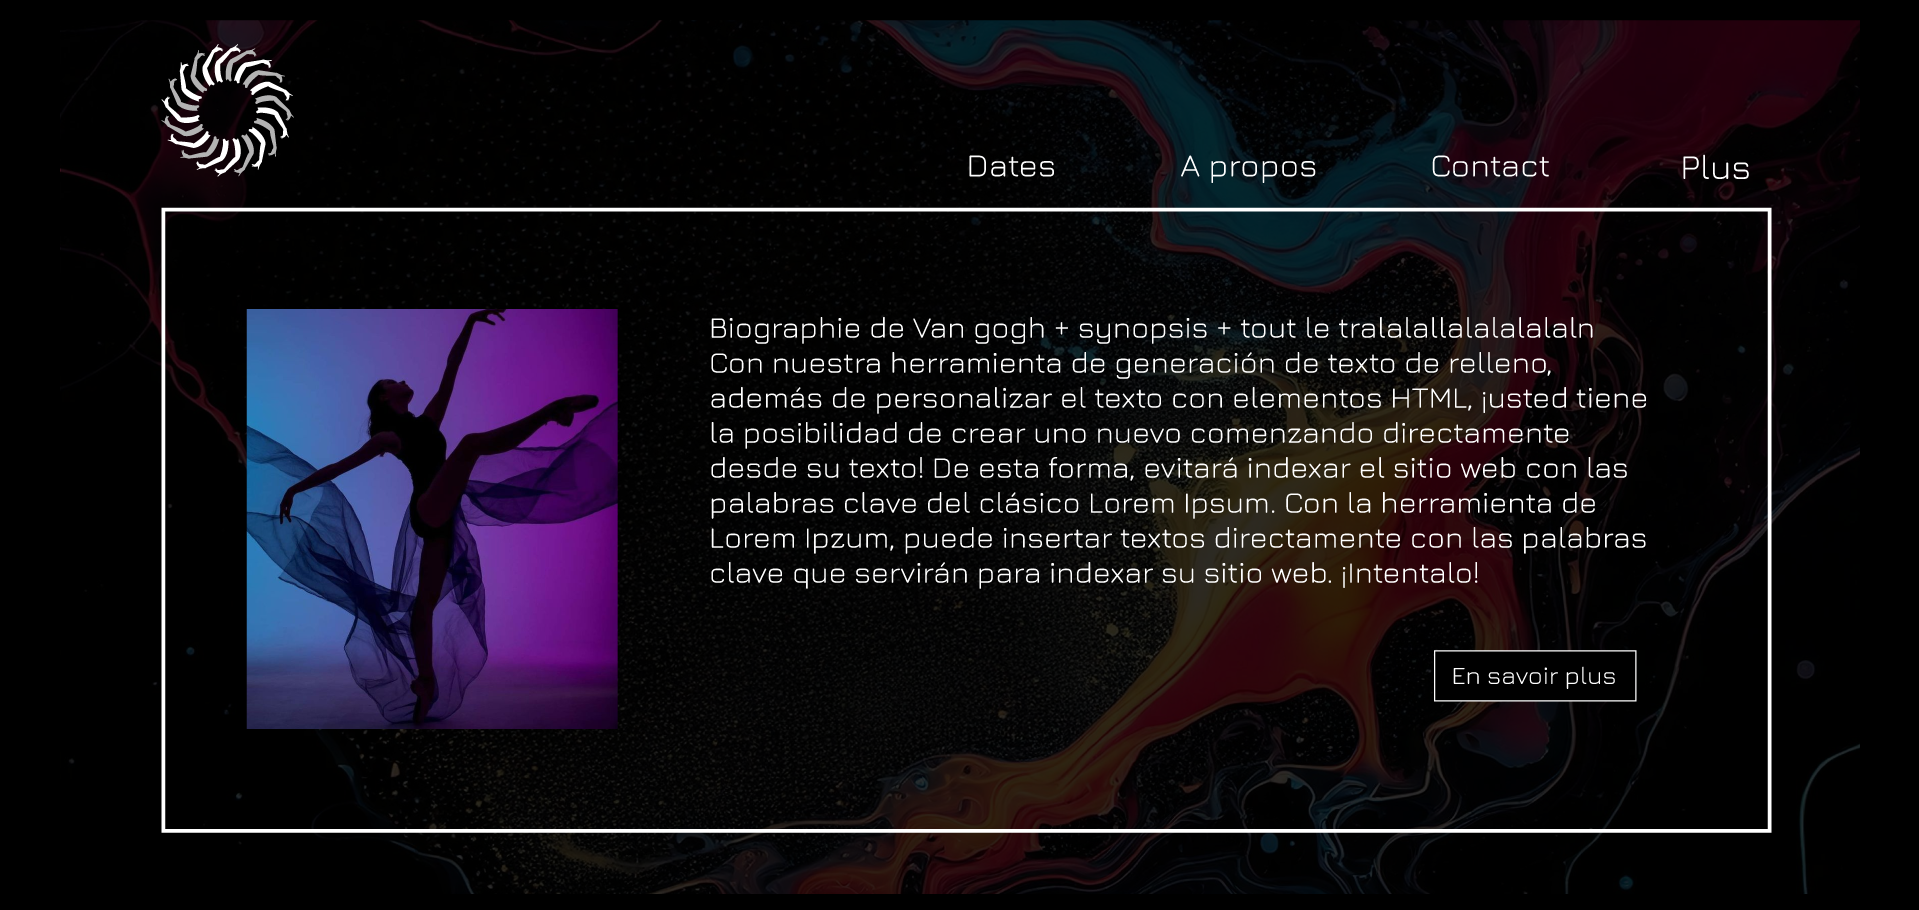 Dates
A propos
Contact
Plus
Biographie de Van gogh + synopsis + tout le tralalallalalalalaln
Con nuestra herramienta de generación de texto de relleno,
además de personalizar el texto con elementos HTML, ¡usted tiene
la posibilidad de crear uno nuevo comenzando directamente
desde su texto! De esta forma, evitará indexar el sitio web con las
palabras clave del clásico Lorem Ipsum. Con la herramienta de
Lorem Ipzum, puede insertar textos directamente con las palabras
clave que servirán para indexar su sitio web. ¡Intentalo!
En savoir plus